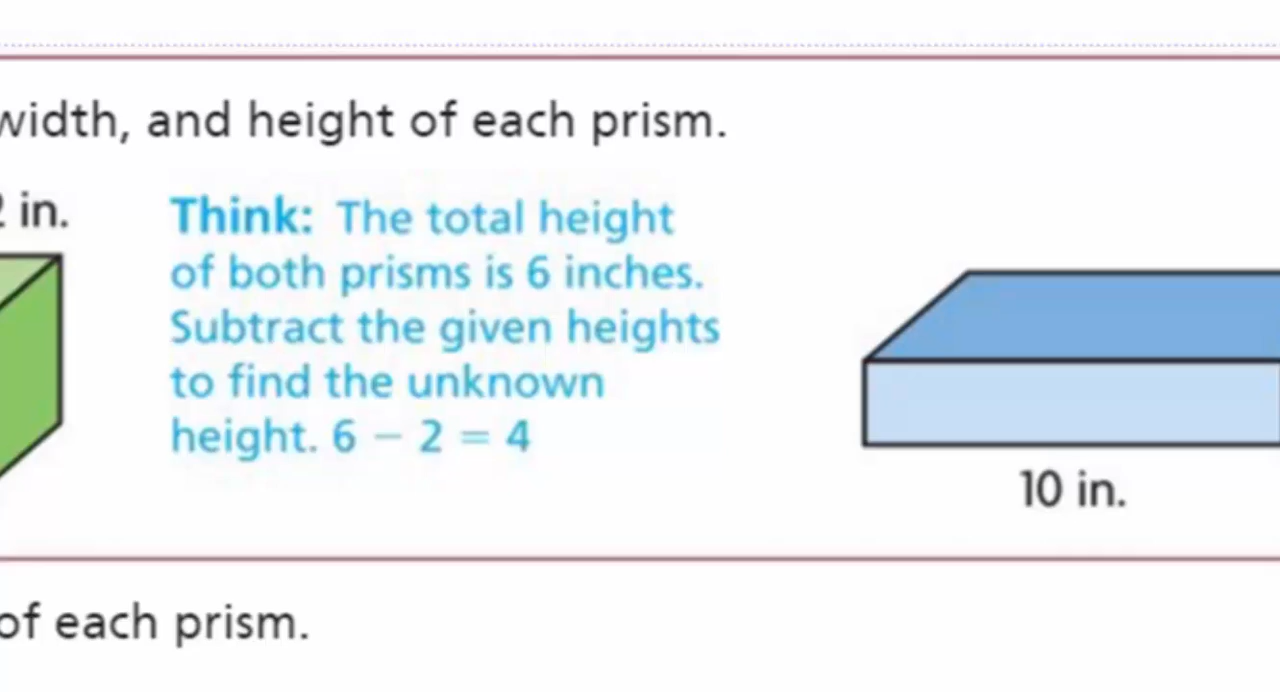 width, and height of each prism.
2 in.
Think: The total height
of both prisms is 6 inches.
Subtract the given heights
to find the unknown
height. 6 − 2 = 4
10 in.
of each prism.